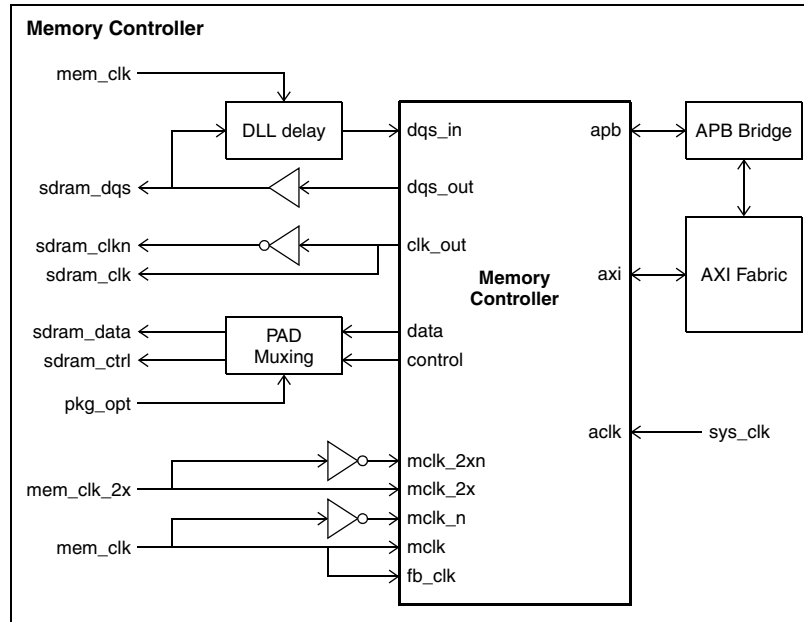 Memory Controller
mem_clk
DLL delay
dqs_in
apb
APB Bridge
sdram_dqs
dqs_out
sdram_clkn
clk_out
sdram_clk
Memory
Controller
axi
AXI Fabric
sdram_data
PAD
Muxing
data
sdram_ctrl
control
pkg_opt
aclk
sys_clk
mclk_2xn
mem_clk_2x
mclk_2x
mclk_n
mem_clk
mclk
fb_clk